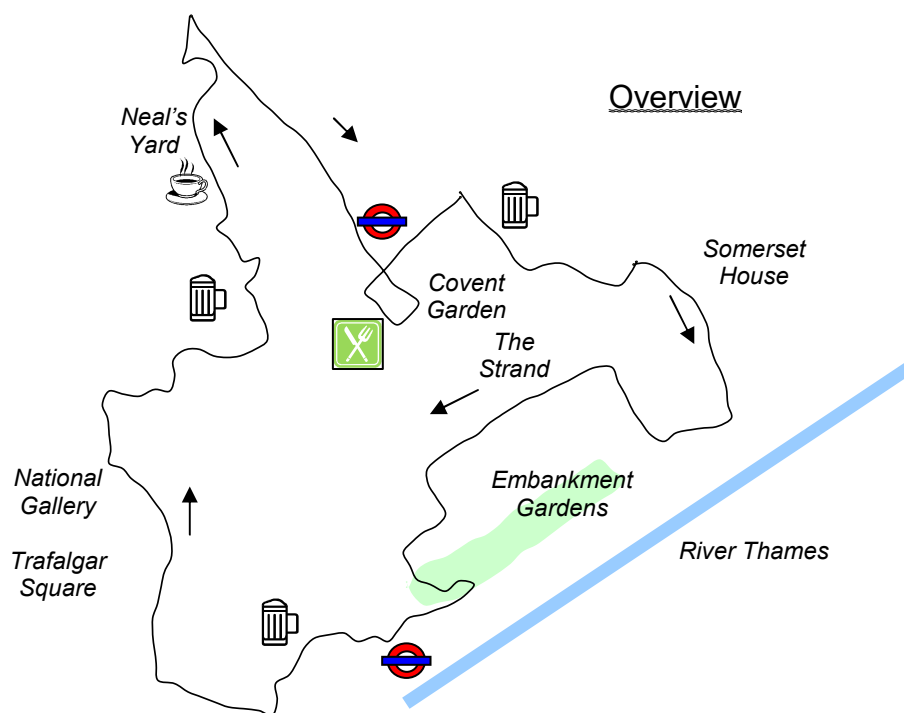 Overview
Neal's
Yard
Somerset
House
Covent
Garden
The
Strand
National
Gallery
Embankment
Gardens
Trafalgar
Square
River Thames